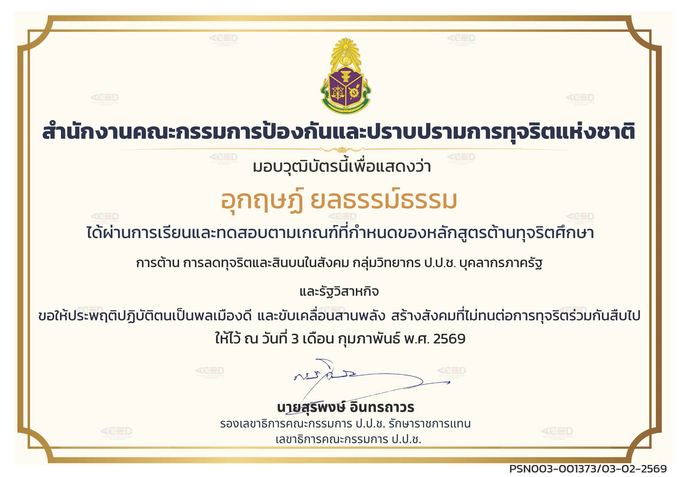 สำนักงานคณะกรรมการป้องกันและปราบปรามการทุจริตแห่งชาติ
มอบวุฒิบัตรนี้เพื่อแสดงว่า
อุกฤษฏ์ ยลธรรม์ธรรม
ได้ผ่านการเรียนและทดสอบตามเกณฑ์ที่กำหนดของหลักสูตรต้านทุจริตศึกษา
การต้าน การลดทุจริตและสินบนในสังคม กลุ่มวิทยากร ป.ป.ช. บุคลากรภาครัฐ
และรัฐวิสาหกิจ
ขอให้ประพฤติปฏิบัติตนเป็นพลเมืองดี และขับเคลื่อนสานพลัง สร้างสังคมที่ไม่ทนต่อการทุจริตร่วมกันสืบไป
ให้ไว้ ณ วันที่ 3 เดือน กุมภาพันธ์ พ.ศ. 2569
นายสุรพงษ์ อินทรถาวร
รองเลขาธิการคณะกรรมการ ป.ป.ช. รักษาราชการแทน
เลขาธิการคณะกรรมการ ป.ป.ช.
PSN003-001373/03-02-2569